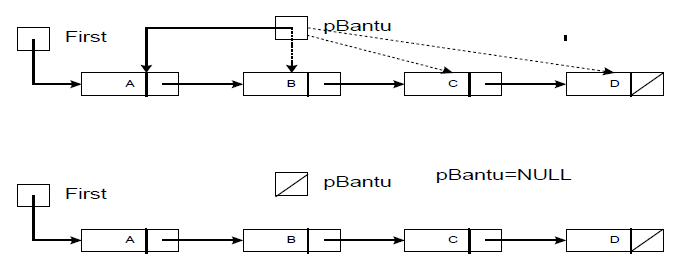 First
pBantu
A B C D
First
pBantu pBantu=NULL
A B C D